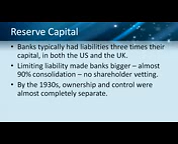 Reserve Capital
• Banks typically had liabilities three times their
capital, in both the US and the UK.
• Limiting liability made banks bigger – almost
90% consolidation – no shareholder vetting.
• By the 1930s, ownership and control were
almost completely separate.